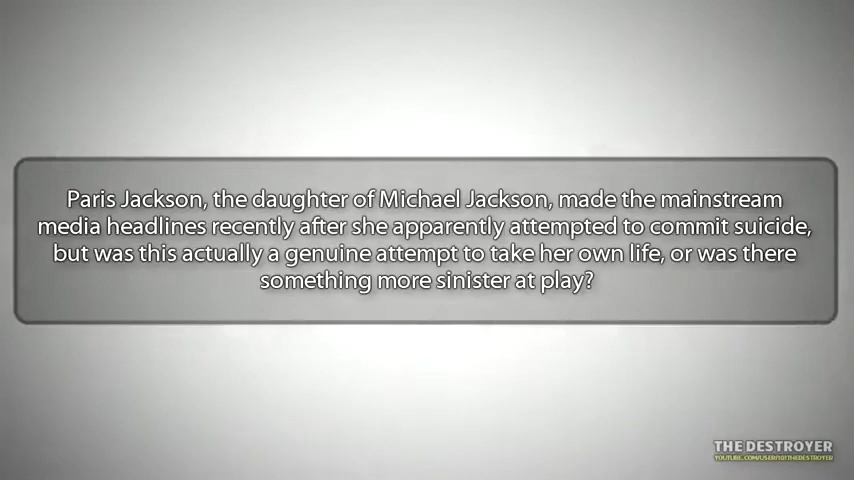 Paris Jackson, the daughter of Michael Jackson, made the mainstream
media headlines recently after she apparently attempted to commit suicide,
but was this actually a genuine attempt to take her own life, or was there
something more sinister at play?
THE DESTROYER